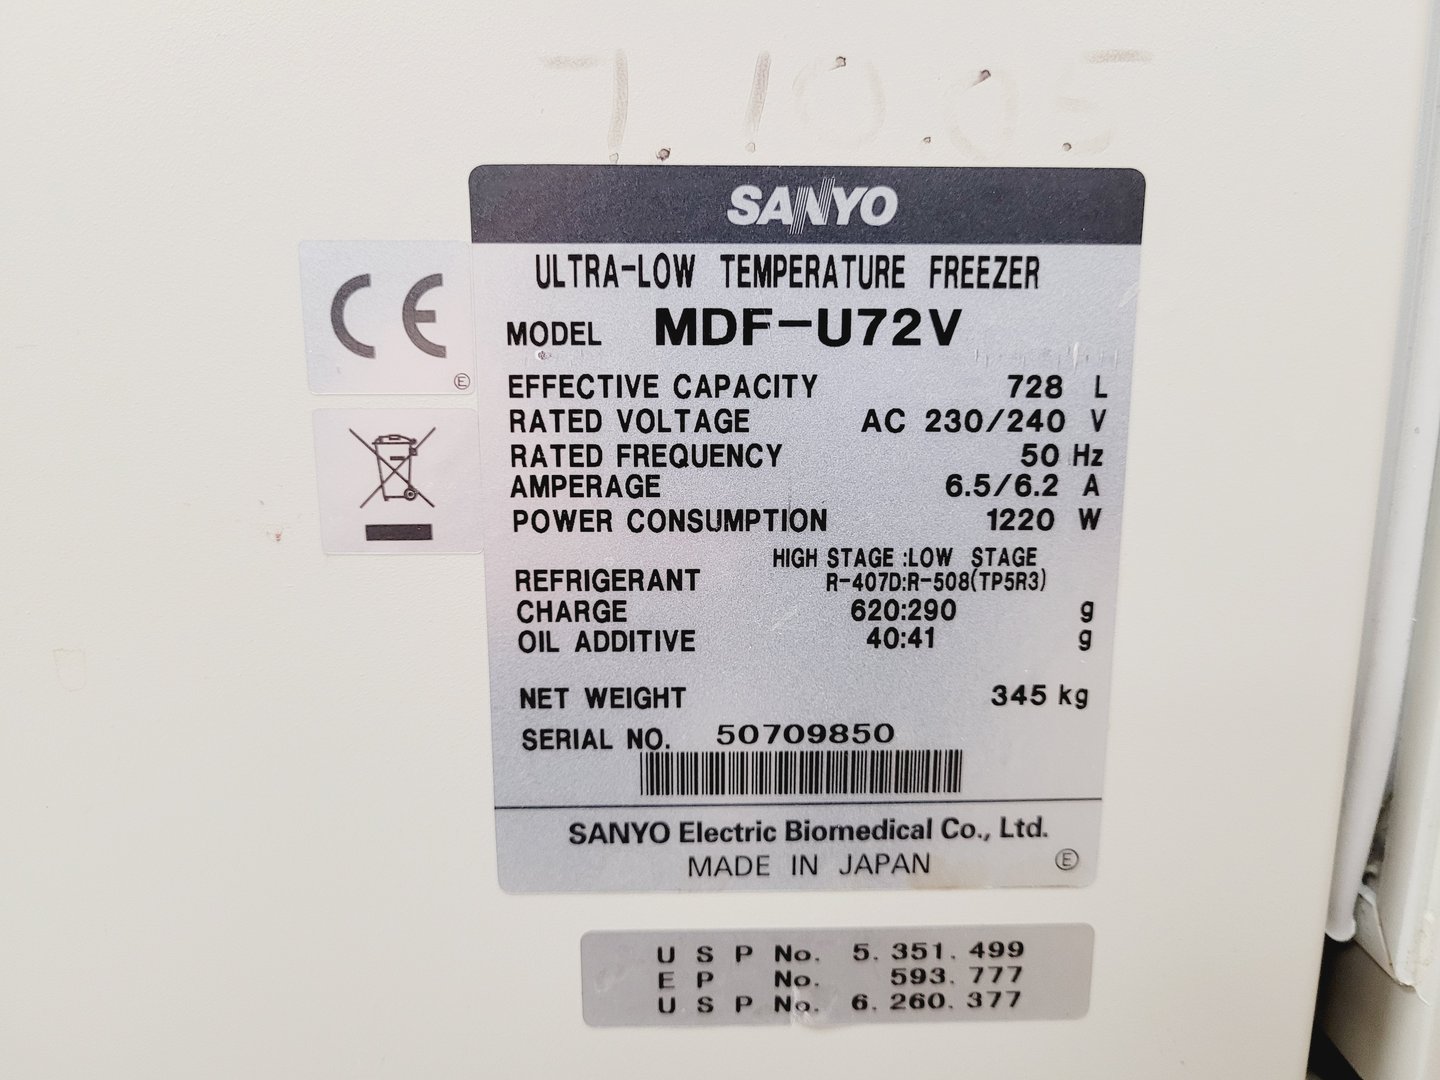 SANYO
ULTRA-LOW TEMPERATURE FREEZER
MODEL MDF-U72V
CE
E
EFFECTIVE CAPACITY 728 L
RATED VOLTAGE AC 230/240 V
RATED FREQUENCY 50 Hz
AMPERAGE 6.5/6.2 A
POWER CONSUMPTION 1220 W
HIGH STAGE :LOW STAGE
REFRIGERANT R-407D:R-508(TP5R3)
CHARGE 620:290 g
OIL ADDITIVE 40:41 g
NET WEIGHT 345 kg
SERIAL NO. 50709850
SANYO Electric Biomedical Co., Ltd.
MADE IN JAPAN E
U S P No. 5. 351. 499
E P No. 593. 777
U S P No. 6. 260. 377